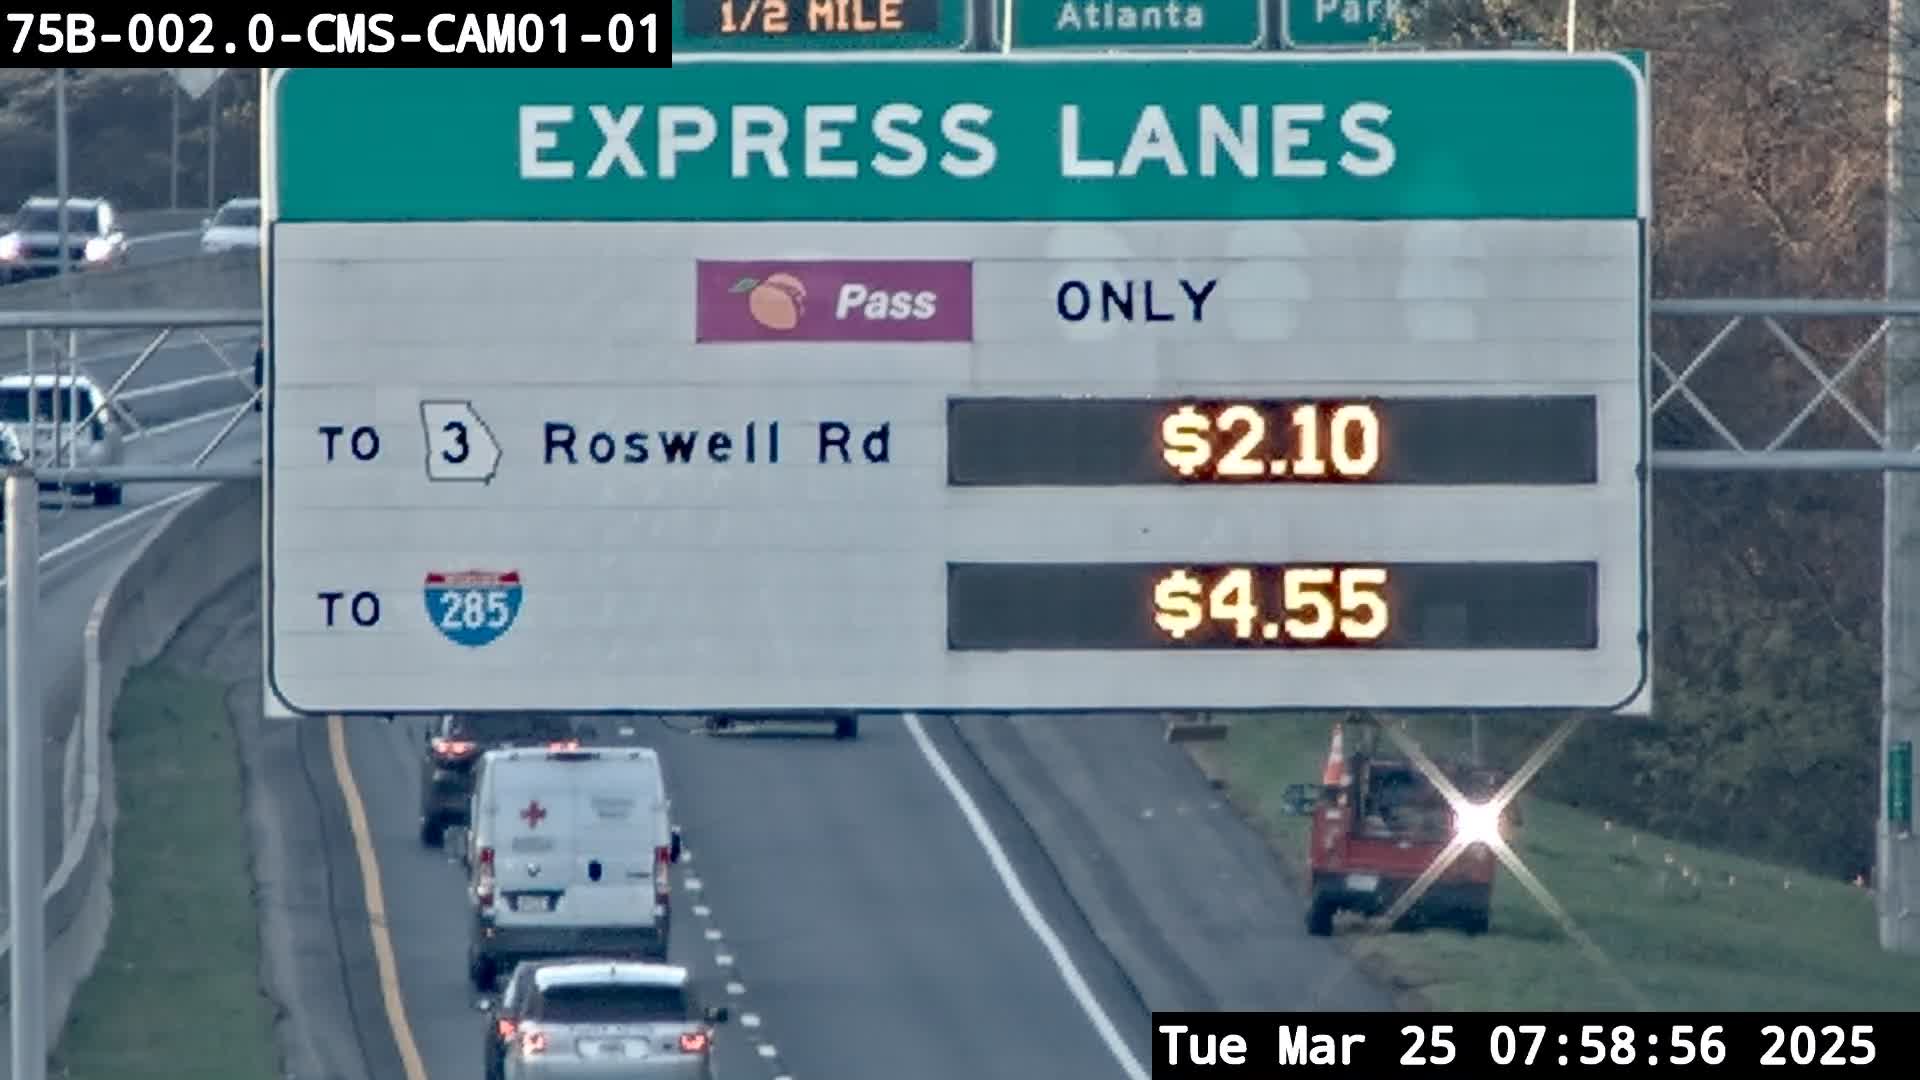 75B-002.0-CMS-CAM01-01
1/2 MILE
Atlanta
Park
EXPRESS LANES
Pass ONLY
TO 3 Roswell Rd $2.10
TO 285 $4.55
Tue Mar 25 07:58:56 2025